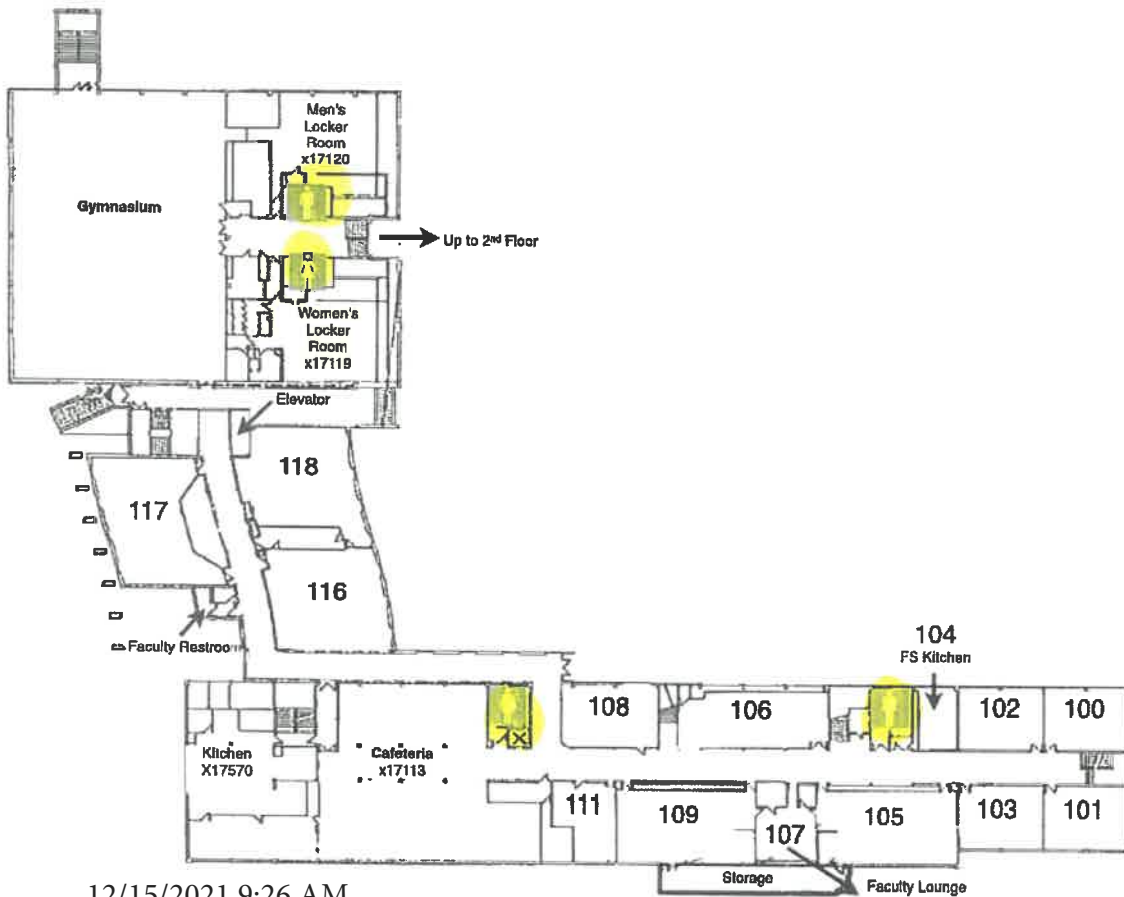 Men's
Locker
Room
x17120
Gymnasium
Up to 2nd Floor
Women's
Locker
Room
x17119
Elevator
118
117
116
Faculty Restroo
104
FS Kitchen
108
106
102
100
Kitchen
X17570
Cafeteria
x17113
111
109
107
105
103
101
Storage
Faculty Lounge
12/15/2021 9:26 AM